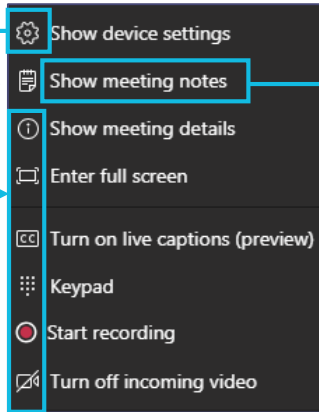 Show device settings
Show meeting notes
Show meeting details
Enter full screen
CC Turn on live captions (preview)
Keypad
Start recording
Turn off incoming video